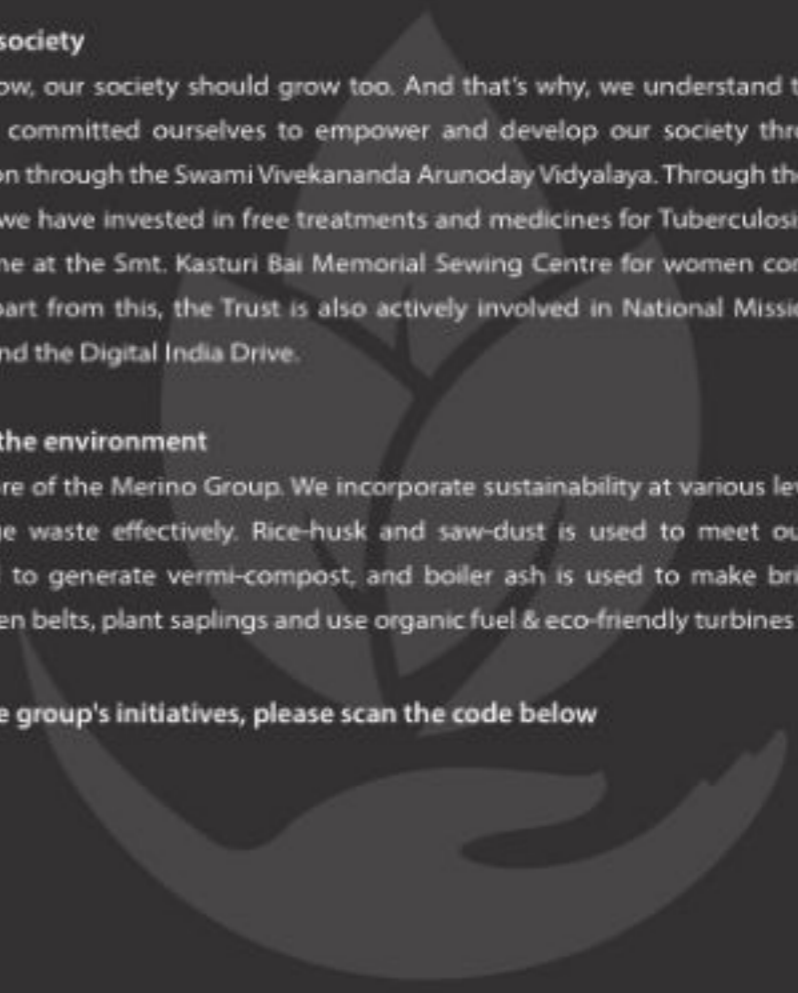 society
ow, our society should grow too. And that's why, we understand t
committed ourselves to empower and develop our society thr
on through the Swami Vivekananda Arunoday Vidyalaya. Through th
we have invested in free treatments and medicines for Tuberculosi
me at the Smt. Kasturi Bai Memorial Sewing Centre for women co
part from this, the Trust is also actively involved in National Missi
nd the Digital India Drive.
the environment
re of the Merino Group. We incorporate sustainability at various lev
ge waste effectively. Rice-husk and saw-dust is used to meet ou
to generate vermi-compost, and boiler ash is used to make bri
en belts, plant saplings and use organic fuel & eco-friendly turbines
e group's initiatives, please scan the code below